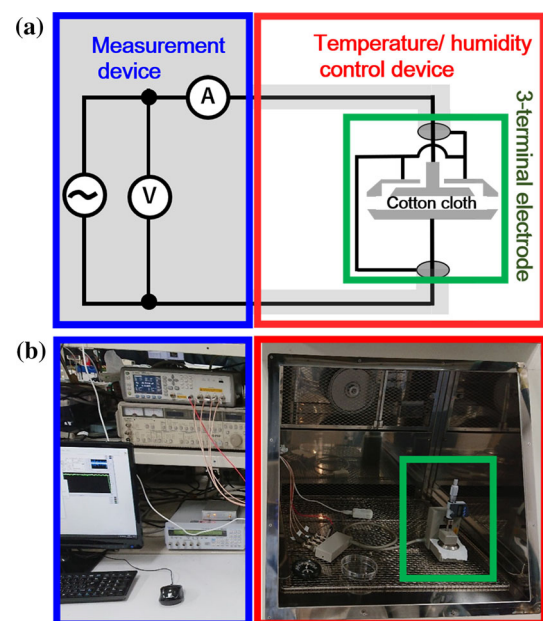 (a)
Measurement
device
Temperature/ humidity
control device
3-terminal electrode
A
V
Cotton cloth
(b)